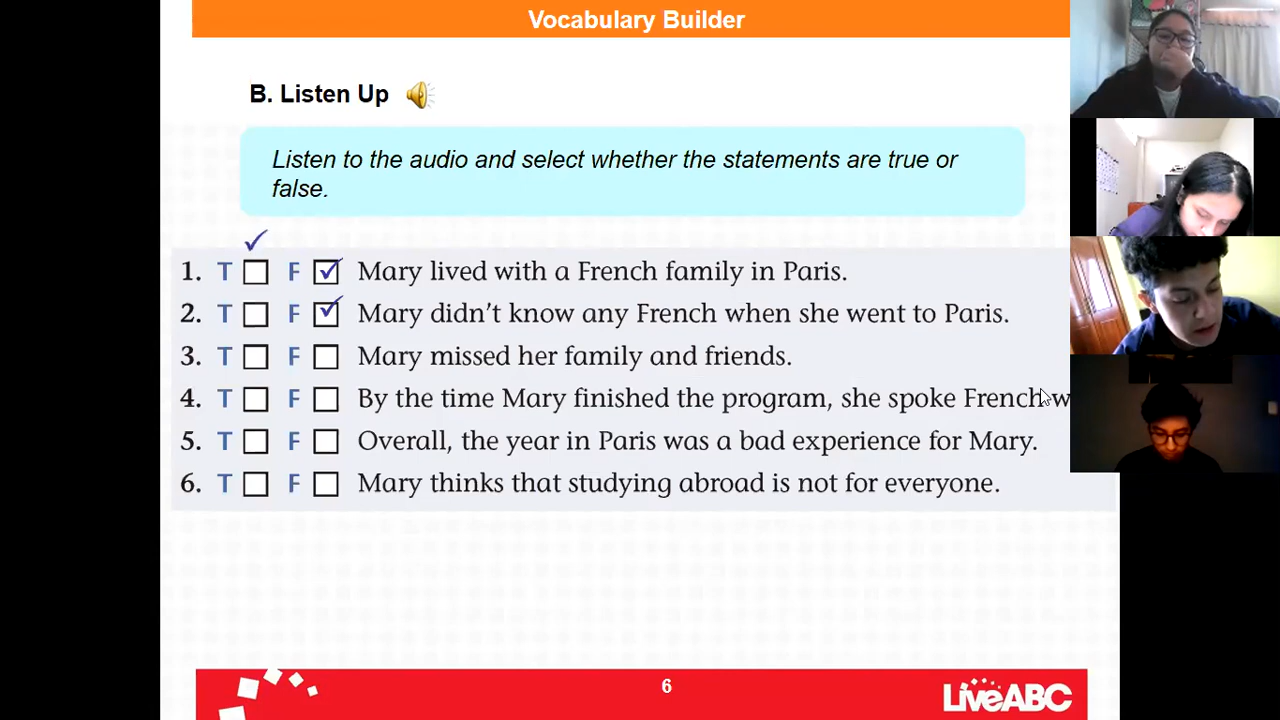 Vocabulary Builder
B. Listen Up
Listen to the audio and select whether the statements are true or
false.
1. T F Mary lived with a French family in Paris.
2. T F Mary didn't know any French when she went to Paris.
3. T F Mary missed her family and friends.
4. T F By the time Mary finished the program, she spoke French
5. T F Overall, the year in Paris was a bad experience for Mary.
6. T F Mary thinks that studying abroad is not for everyone.
6
LiveABC